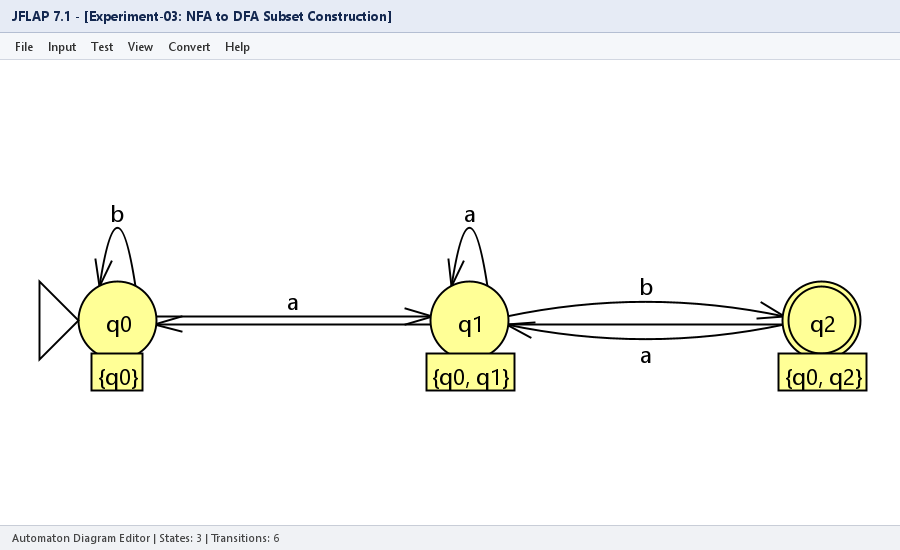 JFLAP 7.1 - [Experiment-03: NFA to DFA Subset Construction]
File Input Test View Convert Help
b a
a b
q0 q1 q2
a
{q0} {q0, q1} {q0, q2}
Automaton Diagram Editor | States: 3 | Transitions: 6